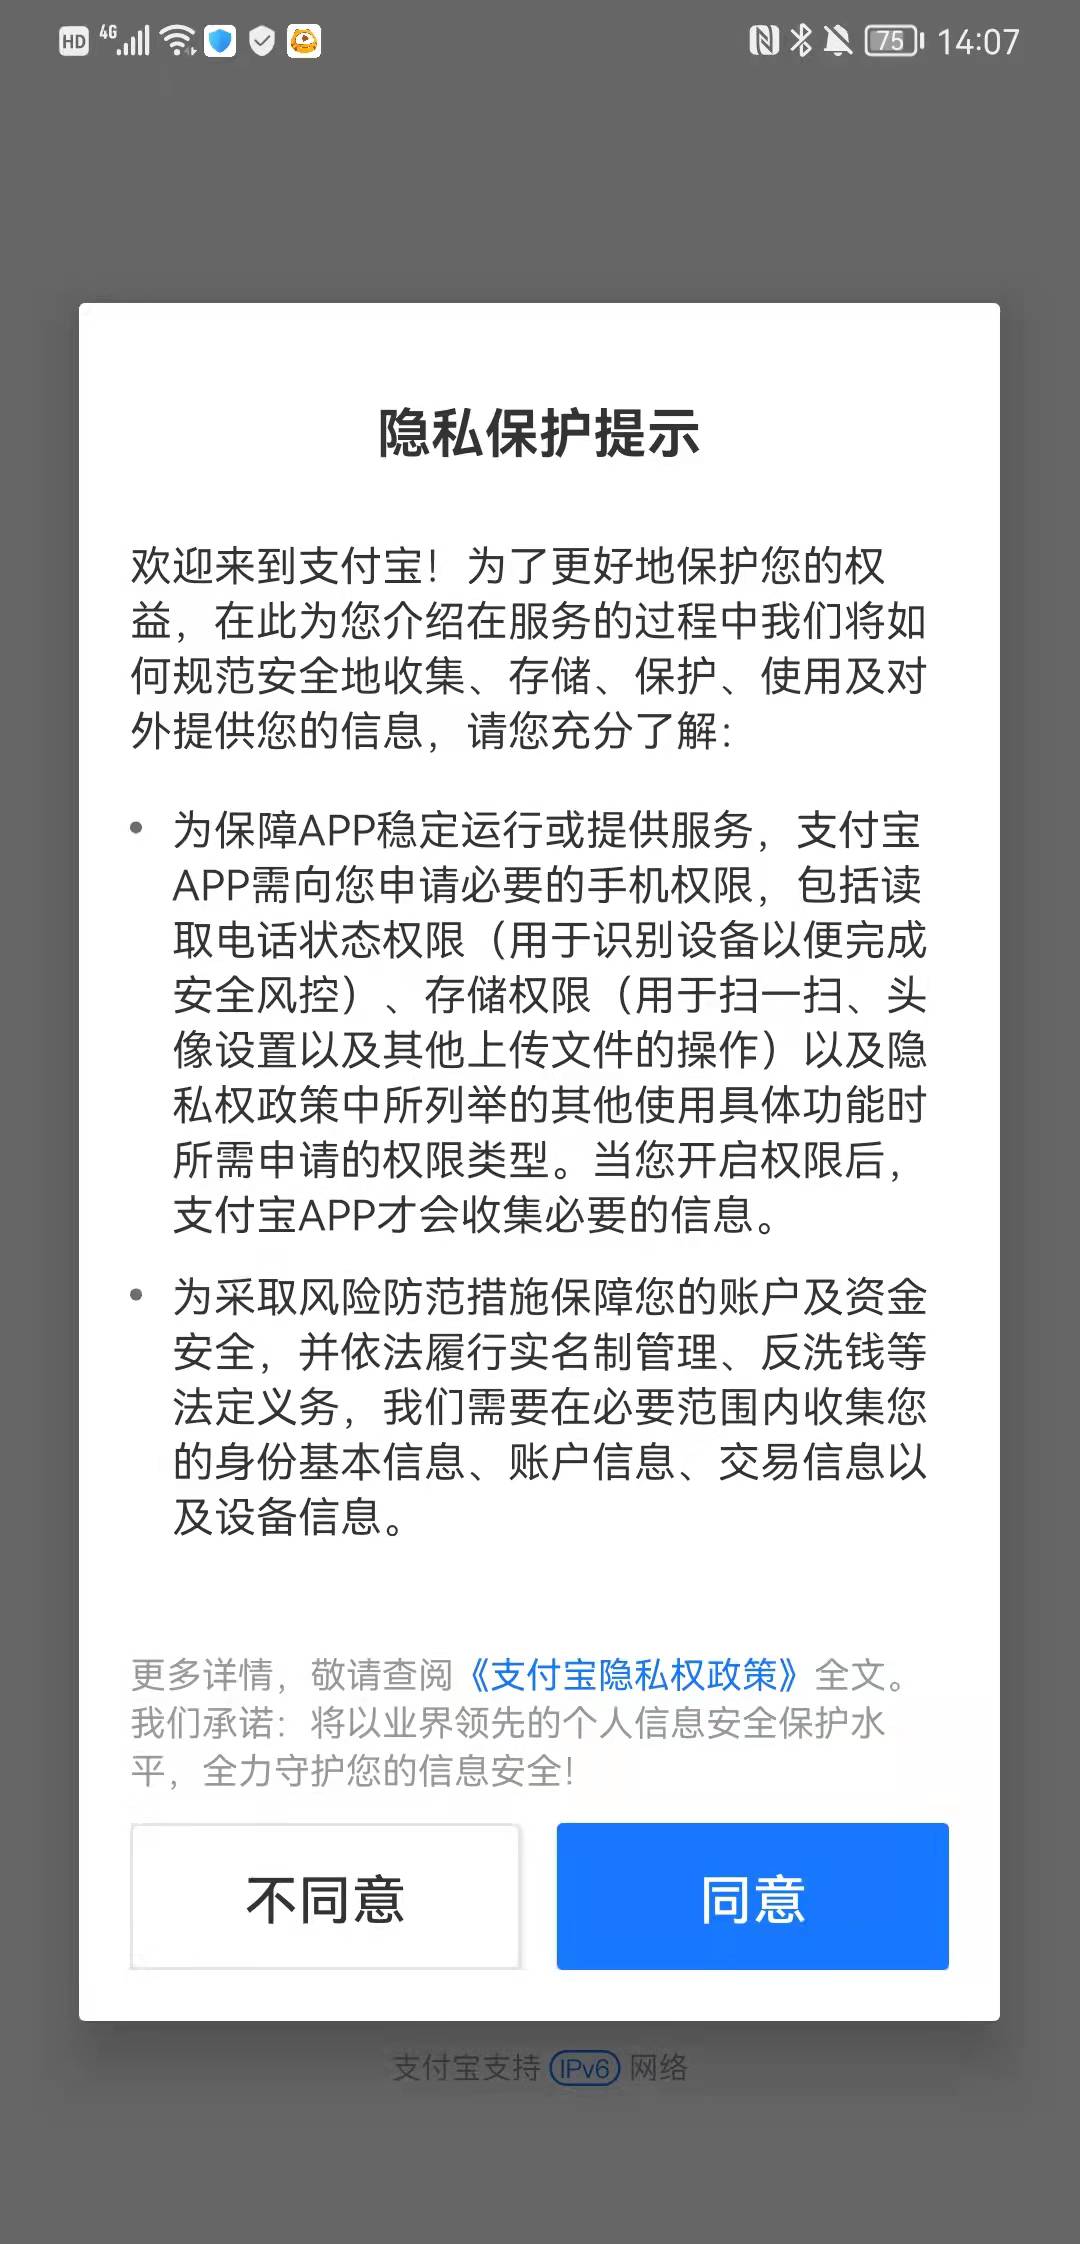 HD 4G 75 14:07
隐私保护提示
欢迎来到支付宝！为了更好地保护您的权
益，在此为您介绍在服务的过程中我们将如
何规范安全地收集、存储、保护、使用及对
外提供您的信息，请您充分了解：
• 为保障APP稳定运行或提供服务，支付宝
APP需向您申请必要的手机权限，包括读
取电话状态权限（用于识别设备以便完成
安全风控）、存储权限（用于扫一扫、头
像设置以及其他上传文件的操作）以及隐
私权政策中所列举的其他使用具体功能时
所需申请的权限类型。当您开启权限后，
支付宝APP才会收集必要的信息。
• 为采取风险防范措施保障您的账户及资金
安全，并依法履行实名制管理、反洗钱等
法定义务，我们需要在必要范围内收集您
的身份基本信息、账户信息、交易信息以
及设备信息。
更多详情，敬请查阅《支付宝隐私权政策》全文。
我们承诺：将以业界领先的个人信息安全保护水
平，全力守护您的信息安全！
不同意 同意
支付宝支持 IPv6 网络